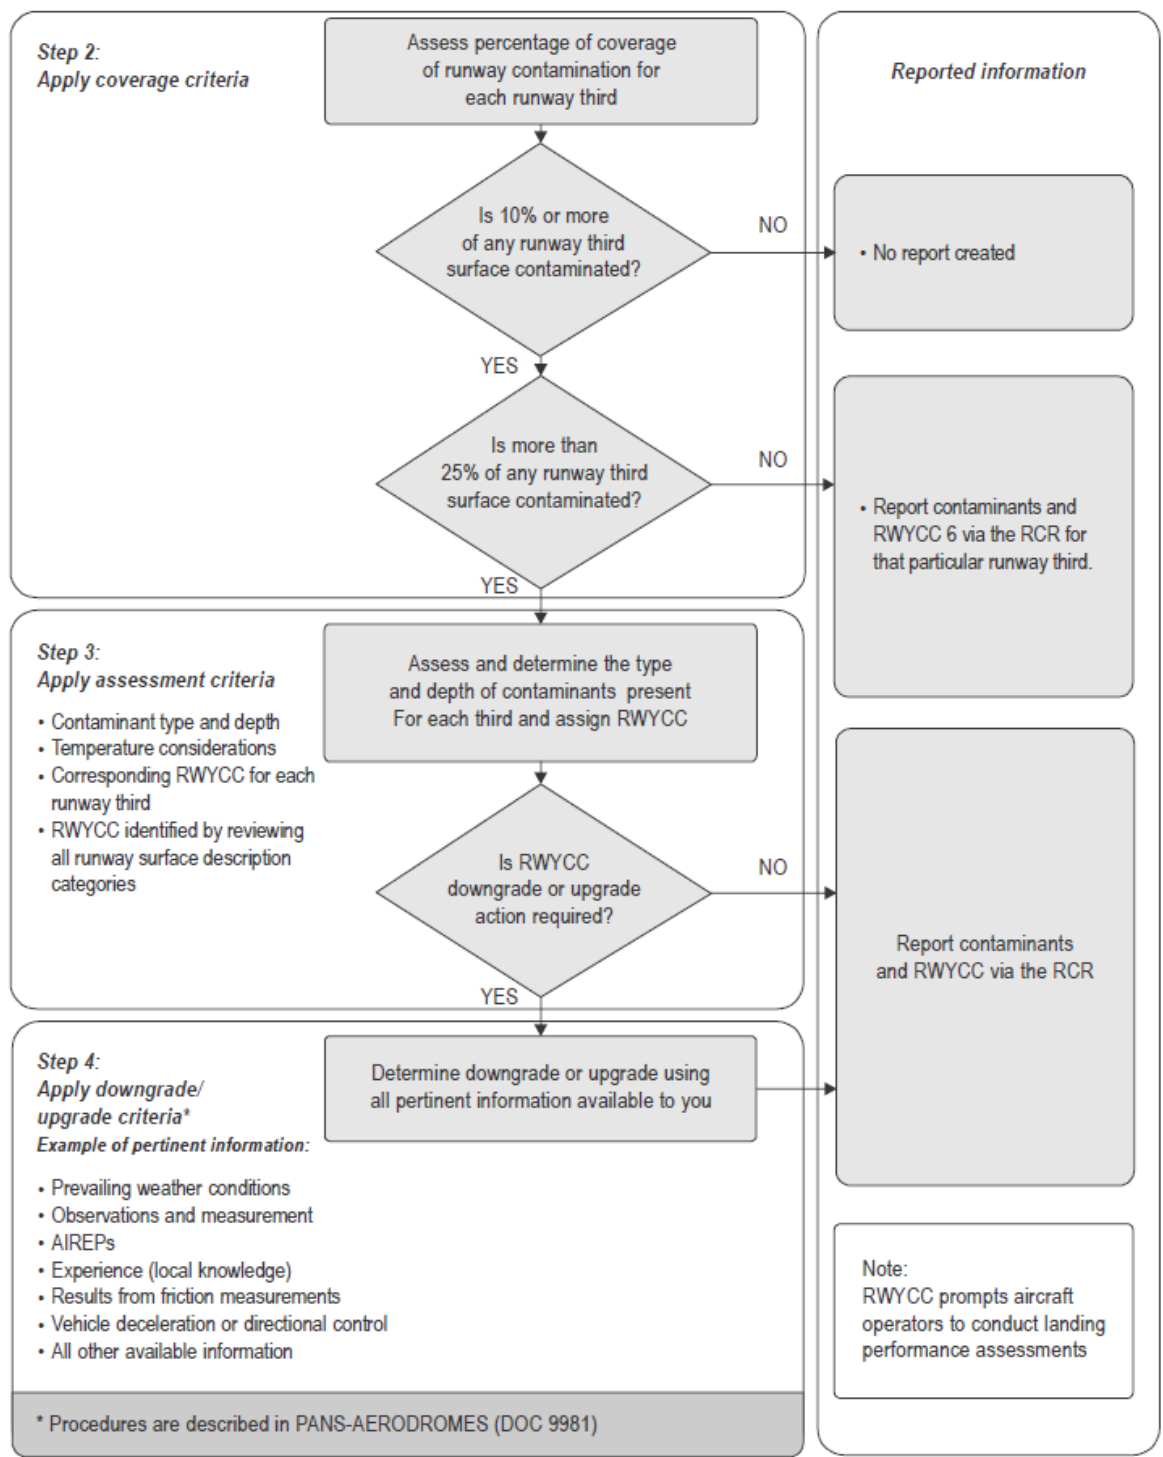 Step 2:
Apply coverage criteria
Assess percentage of coverage
of runway contamination for
each runway third
Reported information
Is 10% or more
of any runway third
surface contaminated?
NO
• No report created
YES
Is more than
25% of any runway third
surface contaminated?
NO
• Report contaminants and
RWYCC 6 via the RCR for
that particular runway third.
YES
Step 3:
Apply assessment criteria
• Contaminant type and depth
• Temperature considerations
• Corresponding RWYCC for each
runway third
• RWYCC identified by reviewing
all runway surface description
categories
Assess and determine the type
and depth of contaminants present
For each third and assign RWYCC
Is RWYCC
downgrade or upgrade
action required?
NO
Report contaminants
and RWYCC via the RCR
YES
Step 4:
Apply downgrade/
upgrade criteria*
Example of pertinent information:
Determine downgrade or upgrade using
all pertinent information available to you
• Prevailing weather conditions
• Observations and measurement
• AIREPs
• Experience (local knowledge)
• Results from friction measurements
• Vehicle deceleration or directional control
• All other available information
Note:
RWYCC prompts aircraft
operators to conduct landing
performance assessments
* Procedures are described in PANS-AERODROMES (DOC 9981)